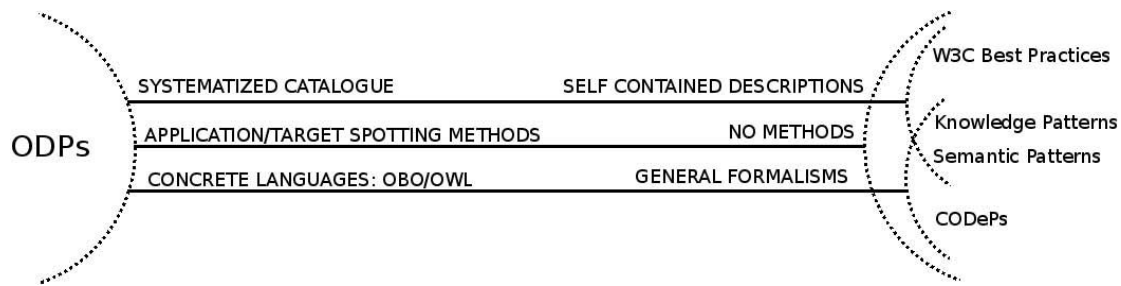 W3C Best Practices
SYSTEMATIZED CATALOGUE
SELF CONTAINED DESCRIPTIONS
ODPs
APPLICATION/TARGET SPOTTING METHODS
NO METHODS
Knowledge Patterns
Semantic Patterns
CONCRETE LANGUAGES: OBO/OWL
GENERAL FORMALISMS
CODePs